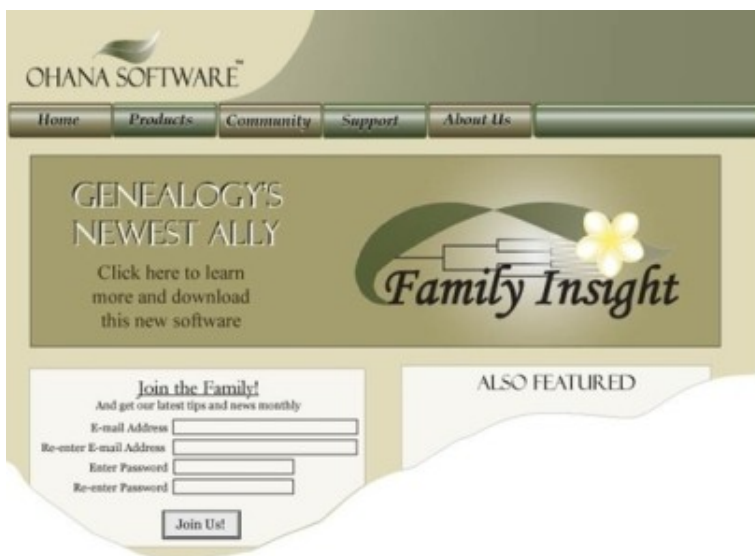 OHANA SOFTWARE™
Home Products Community Support About Us
GENEALOGY'S
NEWEST ALLY
Click here to learn
more and download
this new software
Family Insight
Join the Family!
And get our latest tips and news monthly
E-mail Address
Re-enter E-mail Address
Enter Password
Re-enter Password
Join Us!
ALSO FEATURED